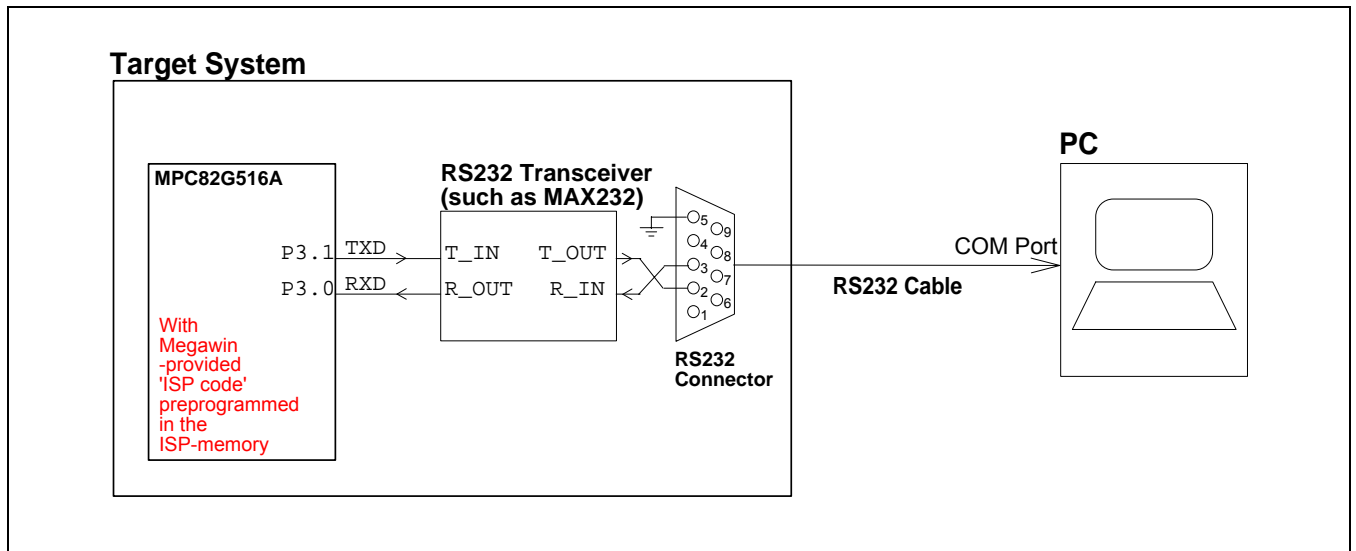 Target System
MPC82G516A
P3.1 TXD
P3.0 RXD
With
Megawin
-provided
'ISP code'
preprogrammed
in the
ISP-memory
RS232 Transceiver
(such as MAX232)
T_IN T_OUT
R_OUT R_IN
5
9
4
8
3
7
2
6
1
RS232
Connector
RS232 Cable
COM Port
PC